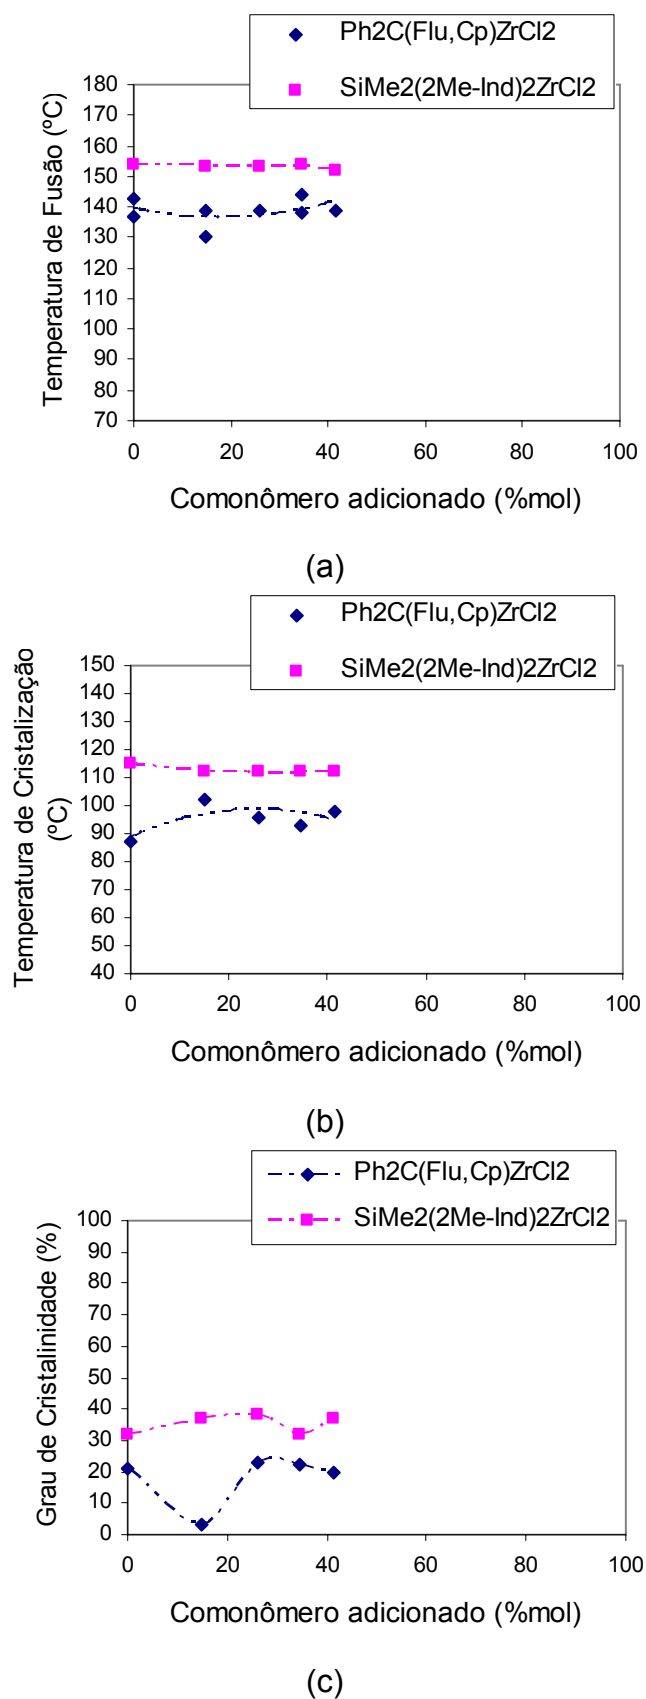 Ph2C(Flu,Cp)ZrCl2
SiMe2(2Me-Ind)2ZrCl2
Temperatura de Fusão (ºC)
180
170
160
150
140
130
120
110
100
90
80
70
0 20 40 60 80 100
Comonômero adicionado (%mol)
(a)
Ph2C(Flu,Cp)ZrCl2
SiMe2(2Me-Ind)2ZrCl2
Temperatura de Cristalização
(ºC)
150
140
130
120
110
100
90
80
70
60
50
40
0 20 40 60 80 100
Comonômero adicionado (%mol)
(b)
Ph2C(Flu,Cp)ZrCl2
SiMe2(2Me-Ind)2ZrCl2
Grau de Cristalinidade (%)
100
90
80
70
60
50
40
30
20
10
0
0 20 40 60 80 100
Comonômero adicionado (%mol)
(c)